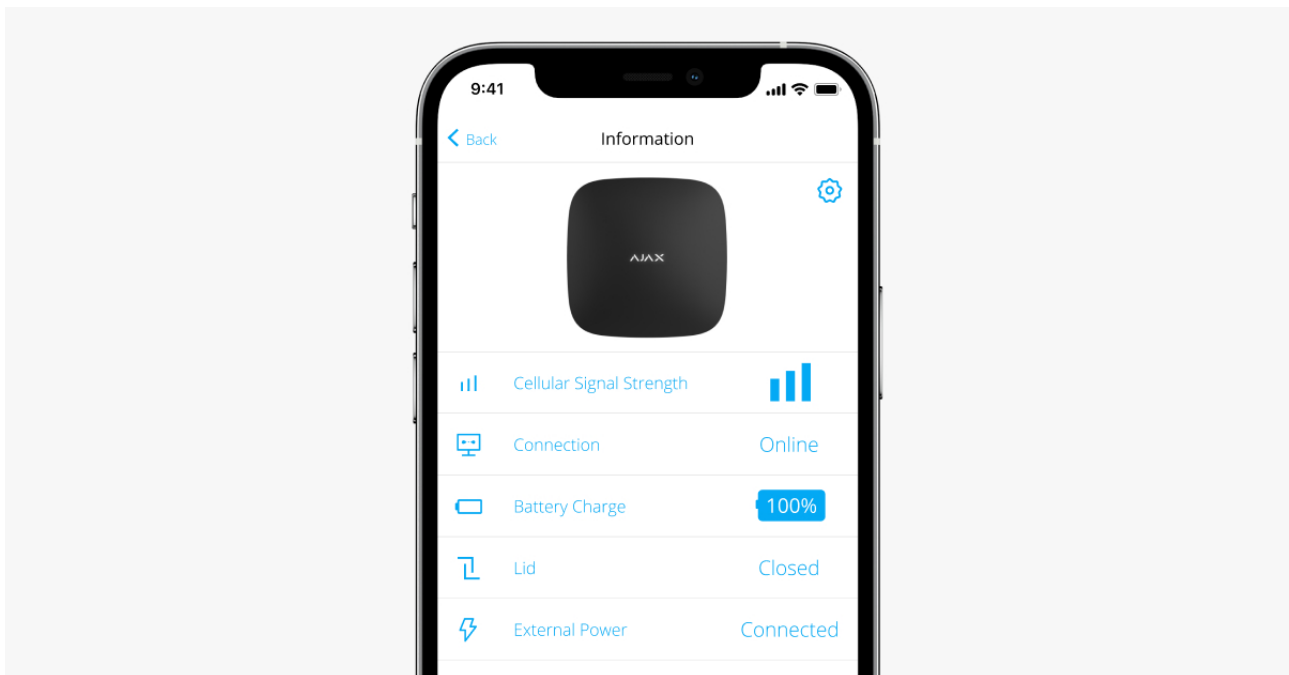 9:41
Back
Information
AJAX
Cellular Signal Strength
Connection Online
Battery Charge 100%
Lid Closed
External Power Connected